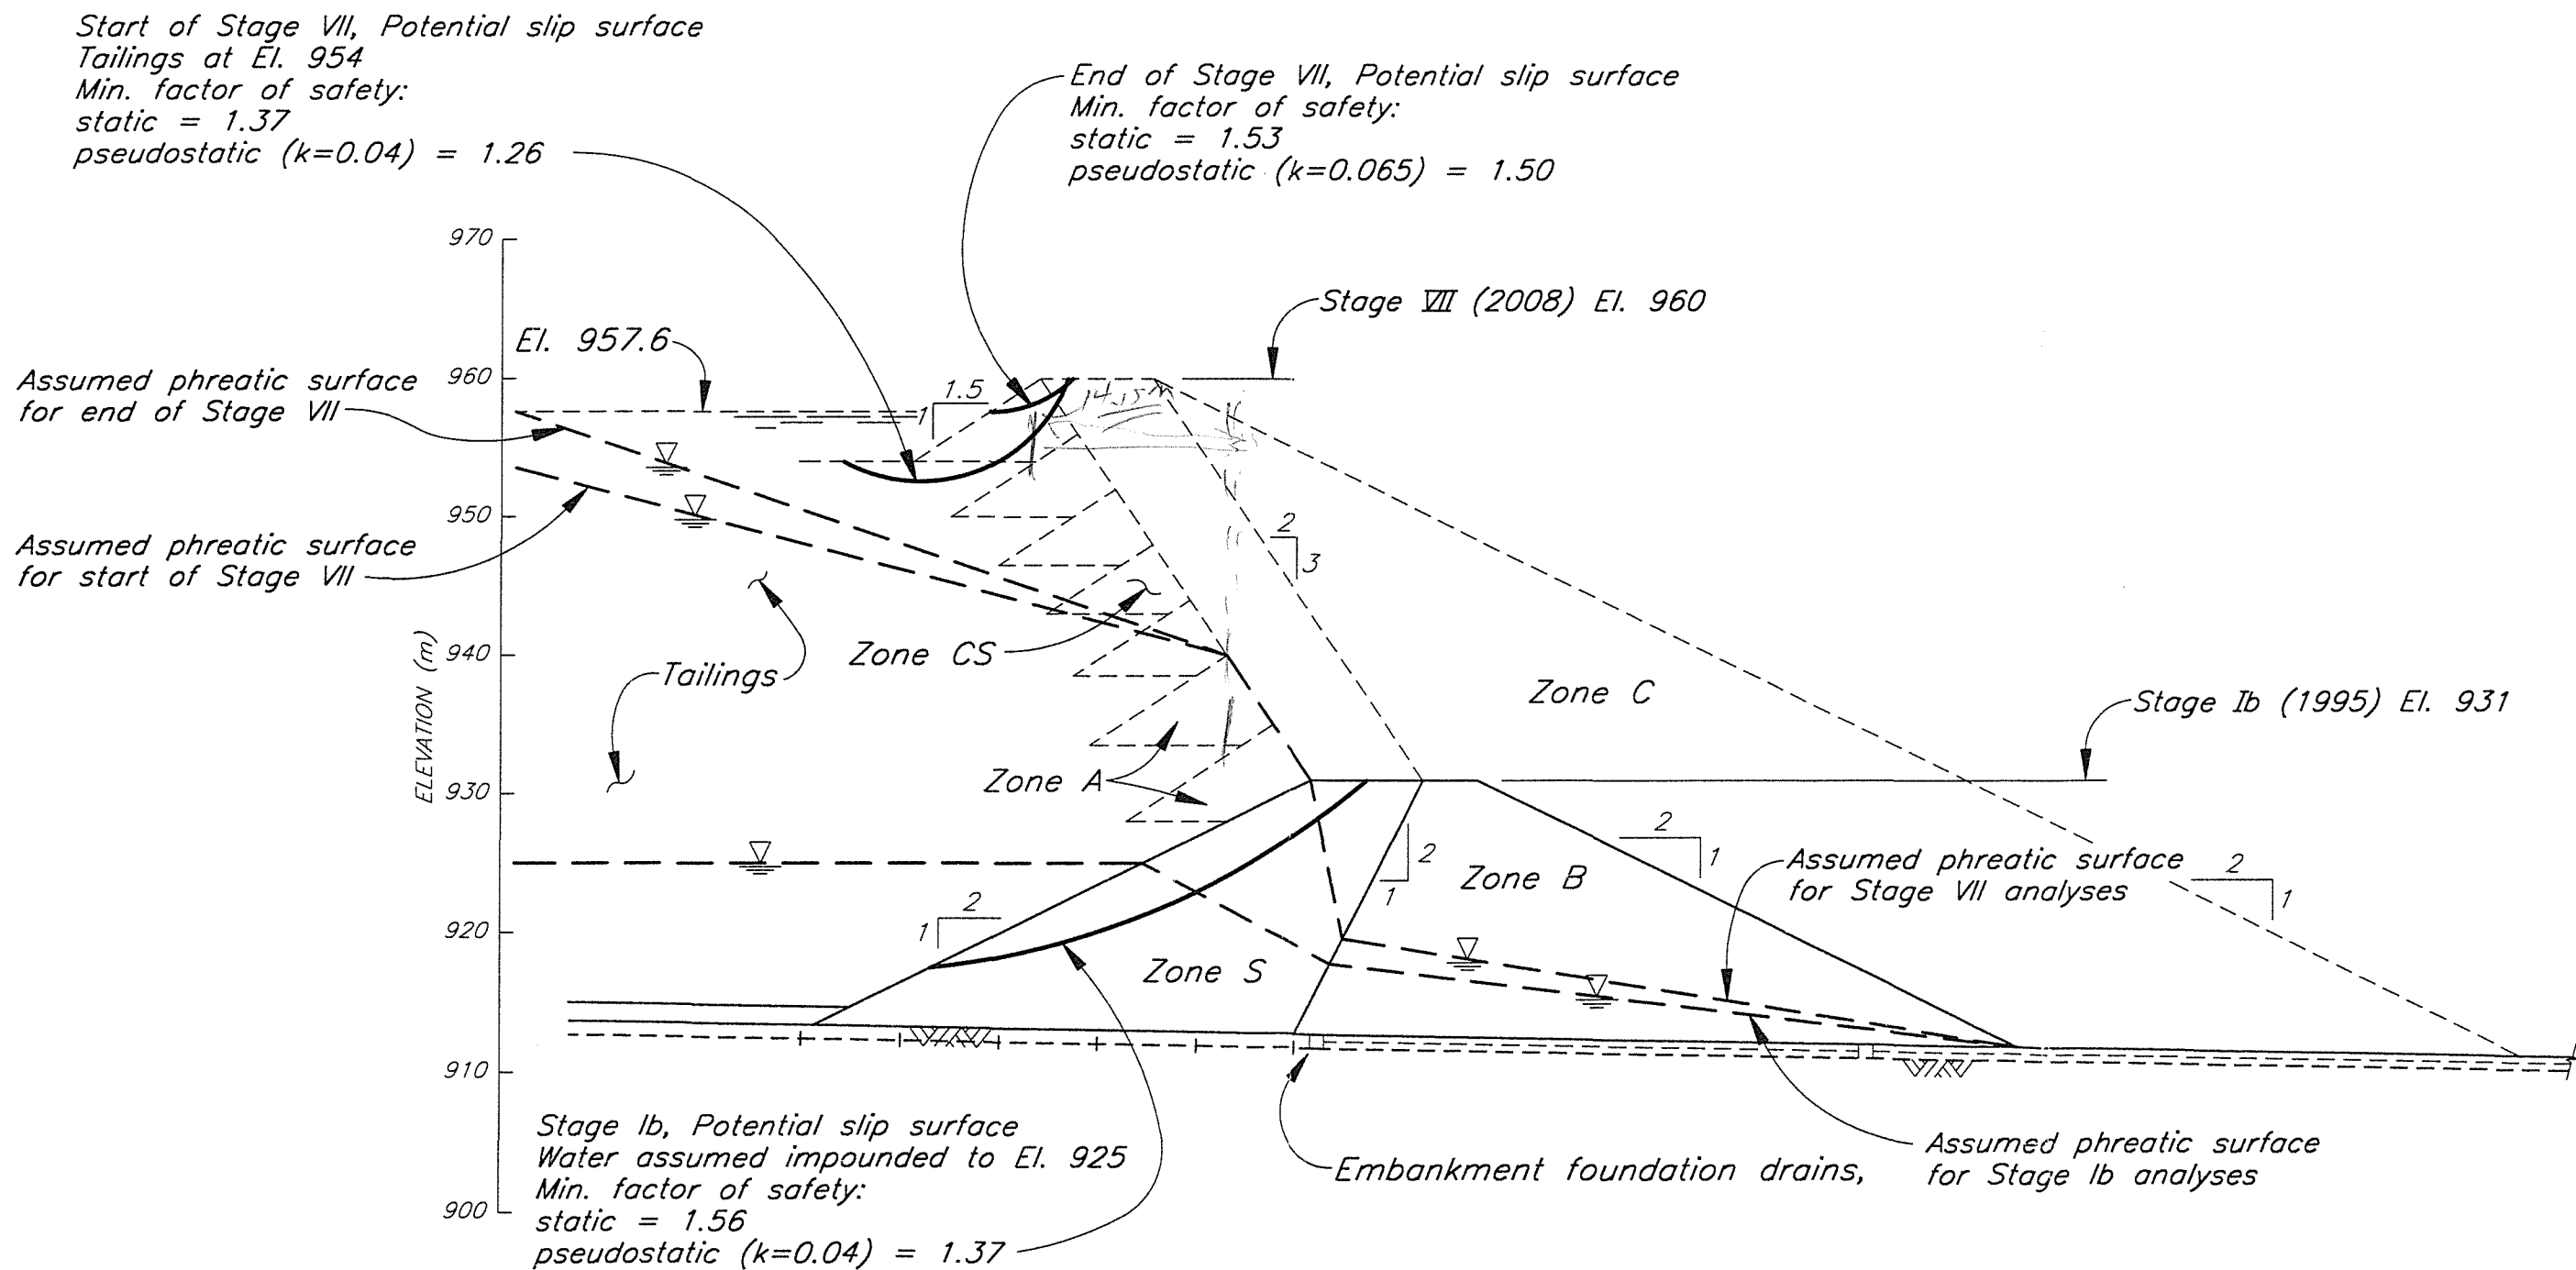 Start of Stage VII, Potential slip surface
Tailings at El. 954
Min. factor of safety:
static = 1.37
pseudostatic (k=0.04) = 1.26
End of Stage VII, Potential slip surface
Min. factor of safety:
static = 1.53
pseudostatic (k=0.065) = 1.50
970
Stage VII (2008) El. 960
El. 957.6
Assumed phreatic surface
for end of Stage VII
960
1.5
1
950
2
3
Assumed phreatic surface
for start of Stage VII
ELEVATION (m)
940
Zone CS
Tailings
Zone C
Stage Ib (1995) El. 931
Zone A
930
2
1
2
1
Zone B
2
1
Assumed phreatic surface
for Stage VII analyses
2
1
920
Zone S
910
Stage Ib, Potential slip surface
Water assumed impounded to El. 925
Min. factor of safety:
static = 1.56
pseudostatic (k=0.04) = 1.37
Embankment foundation drains,
Assumed phreatic surface
for Stage Ib analyses
900